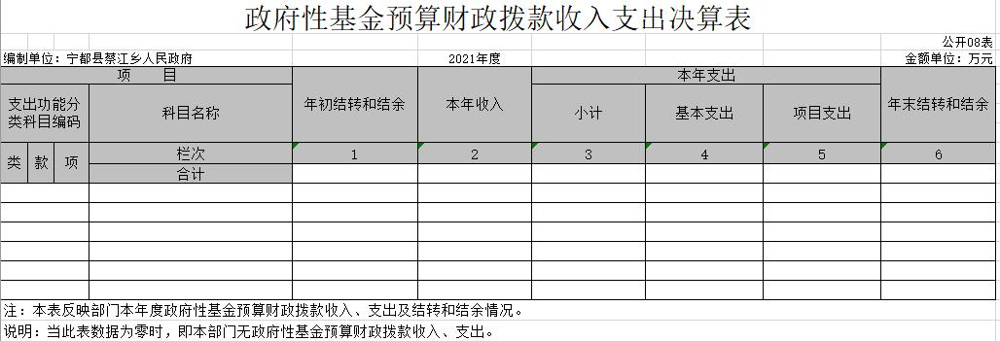 政府性基金预算财政拨款收入支出决算表
公开08表
编制单位：宁都县蔡江乡人民政府 2021年度 金额单位：万元
项 目 年初结转和结余 本年收入 本年支出 年末结转和结余
支出功能分类科目编码 科目名称 小计 基本支出 项目支出
类 款 项 栏次 1 2 3 4 5 6
合计
注：本表反映部门本年度政府性基金预算财政拨款收入、支出及结转和结余情况。
说明：当此表数据为零时，即本部门无政府性基金预算财政拨款收入、支出。